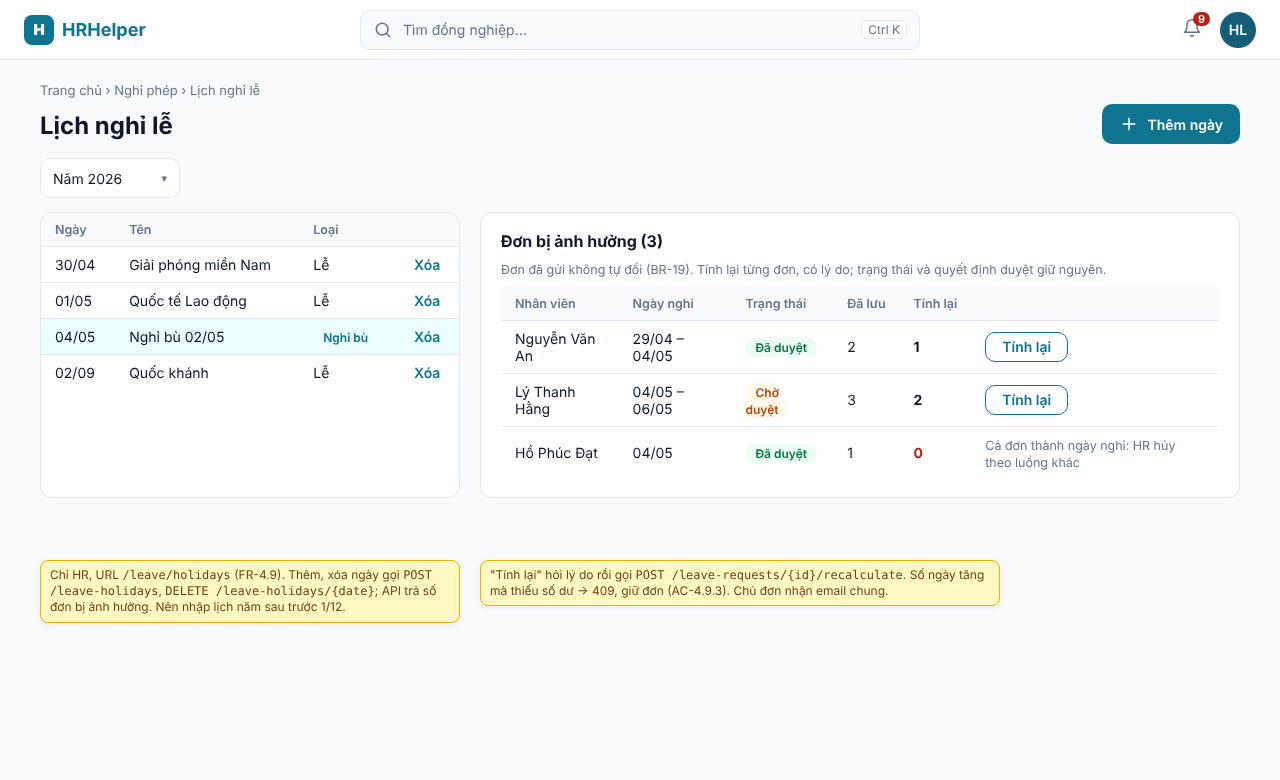 H HRHelper
Tìm đồng nghiệp...
Ctrl K
9
HL
Trang chủ › Nghỉ phép › Lịch nghỉ lễ
Lịch nghỉ lễ
Thêm ngày
Năm 2026
Ngày Tên Loại
30/04 Giải phóng miền Nam Lễ Xóa
01/05 Quốc tế Lao động Lễ Xóa
04/05 Nghỉ bù 02/05 Nghỉ bù Xóa
02/09 Quốc khánh Lễ Xóa
Đơn bị ảnh hưởng (3)
Đơn đã gửi không tự đổi (BR-19). Tính lại từng đơn, có lý do; trạng thái và quyết định duyệt giữ nguyên.
Nhân viên Ngày nghỉ Trạng thái Đã lưu Tính lại
Nguyễn Văn
An
29/04 –
04/05
Đã duyệt 2 1 Tính lại
Lý Thanh
Hằng
04/05 –
06/05
Chờ
duyệt
3 2 Tính lại
Hồ Phúc Đạt 04/05 Đã duyệt 1 0
Cả đơn thành ngày nghỉ: HR hủy
theo luồng khác
Chỉ HR, URL /leave/holidays (FR-4.9). Thêm, xóa ngày gọi POST
/leave-holidays, DELETE /leave-holidays/{date}; API trả số
đơn bị ảnh hưởng. Nên nhập lịch năm sau trước 1/12.
"Tính lại" hỏi lý do rồi gọi POST /leave-requests/{id}/recalculate. Số ngày tăng
mà thiếu số dư → 409, giữ đơn (AC-4.9.3). Chủ đơn nhận email chung.